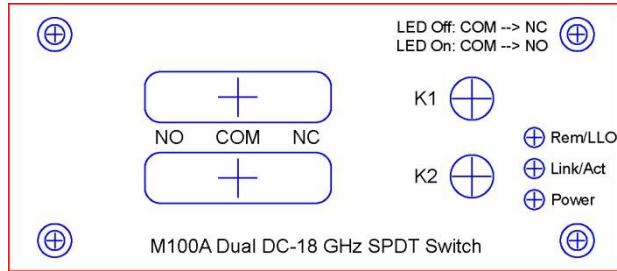 LED Off: COM --> NC
LED On: COM --> NO
K1
NO COM NC
Rem/LLO
K2
Link/Act
Power
M100A Dual DC-18 GHz SPDT Switch